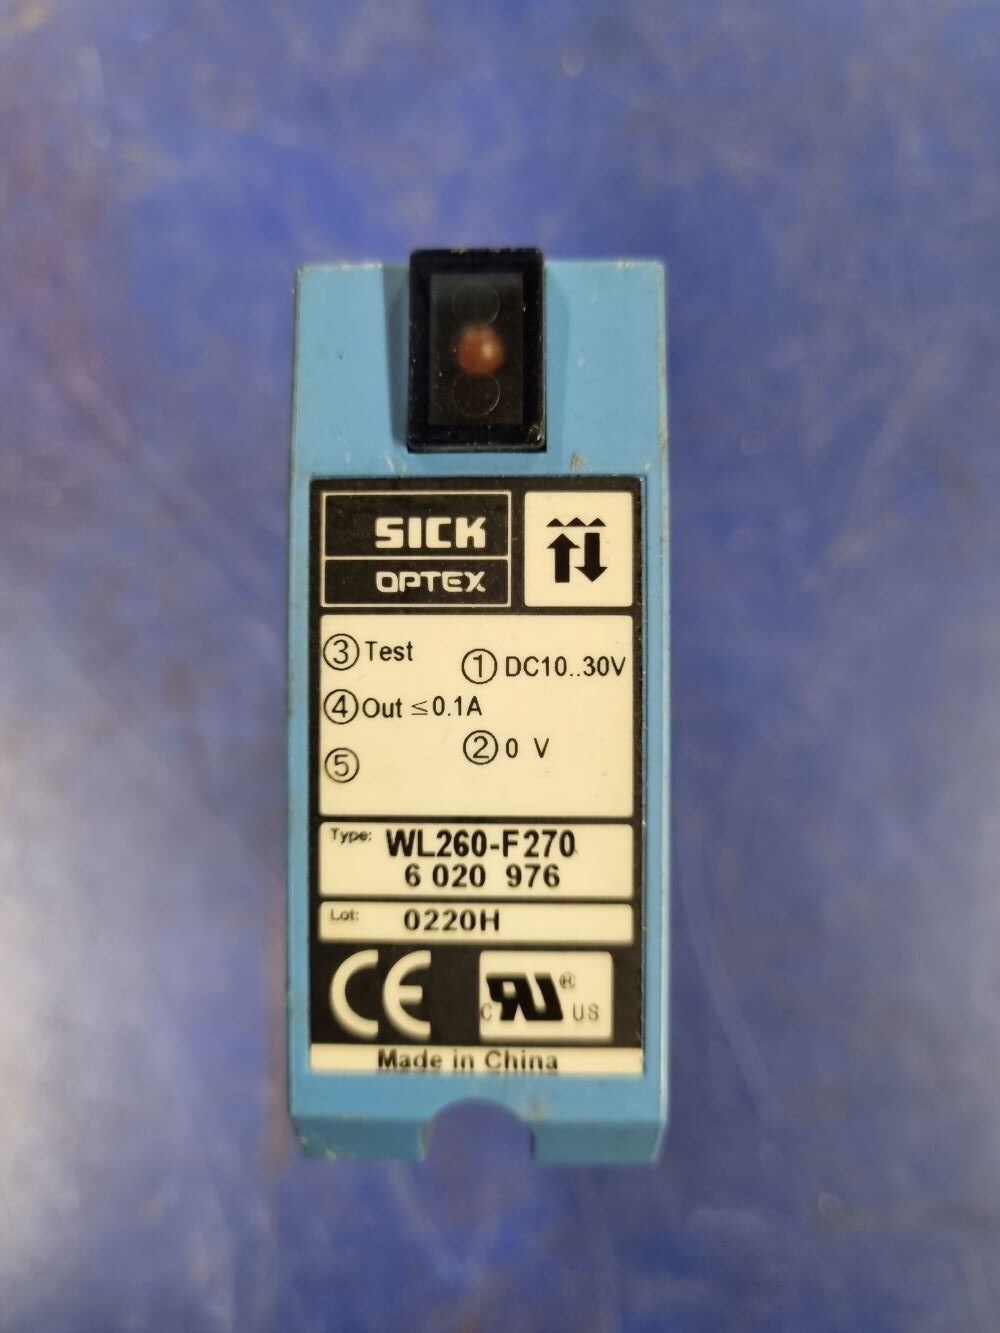 SICK
OPTEX
③ Test
① DC10..30V
④ Out ≤0.1A
② 0 V
⑤
Type: WL260-F270
6 020 976
Lot: 0220H
CE
C RU ® US
Made in China